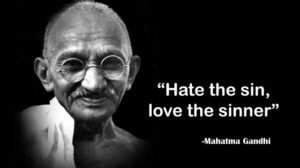 “Hate the sin,
love the sinner”
-Mahatma Gandhi